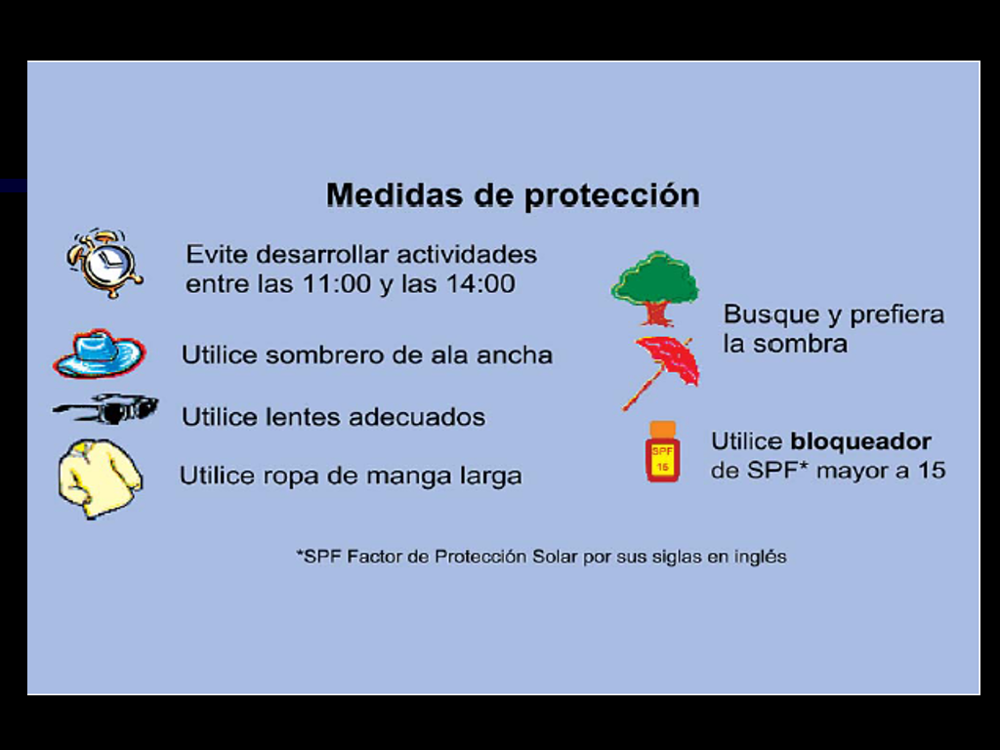 Medidas de protección
Evite desarrollar actividades
entre las 11:00 y las 14:00
Utilice sombrero de ala ancha
Utilice lentes adecuados
Utilice ropa de manga larga
Busque y prefiera
la sombra
SPF
15
Utilice bloqueador
de SPF* mayor a 15
*SPF Factor de Protección Solar por sus siglas en inglés